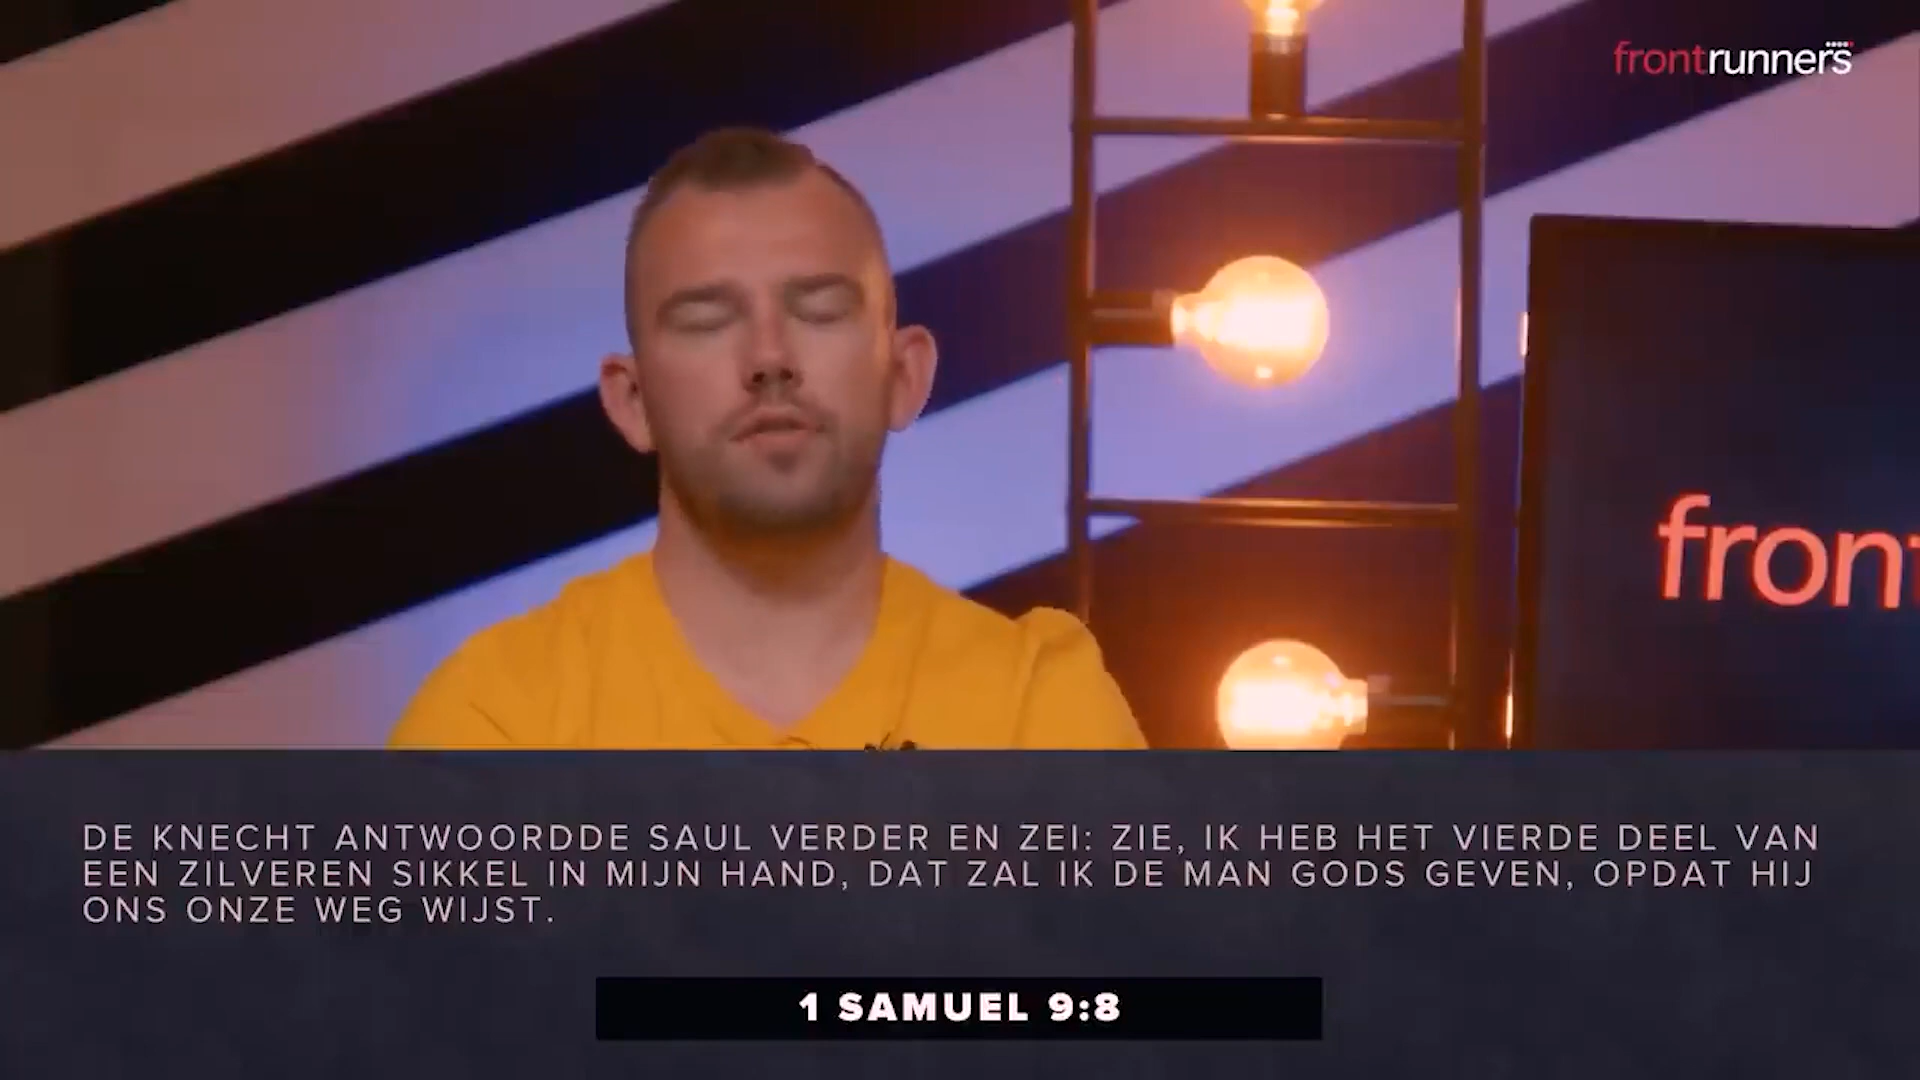 frontrunners
front
DE KNECHT ANTWOORDDE SAUL VERDER EN ZEI: ZIE, IK HEB HET VIERDE DEEL VAN
EEN ZILVEREN SIKKEL IN MIJN HAND, DAT ZAL IK DE MAN GODS GEVEN, OPDAT HIJ
ONS ONZE WEG WIJST.
1 SAMUEL 9:8